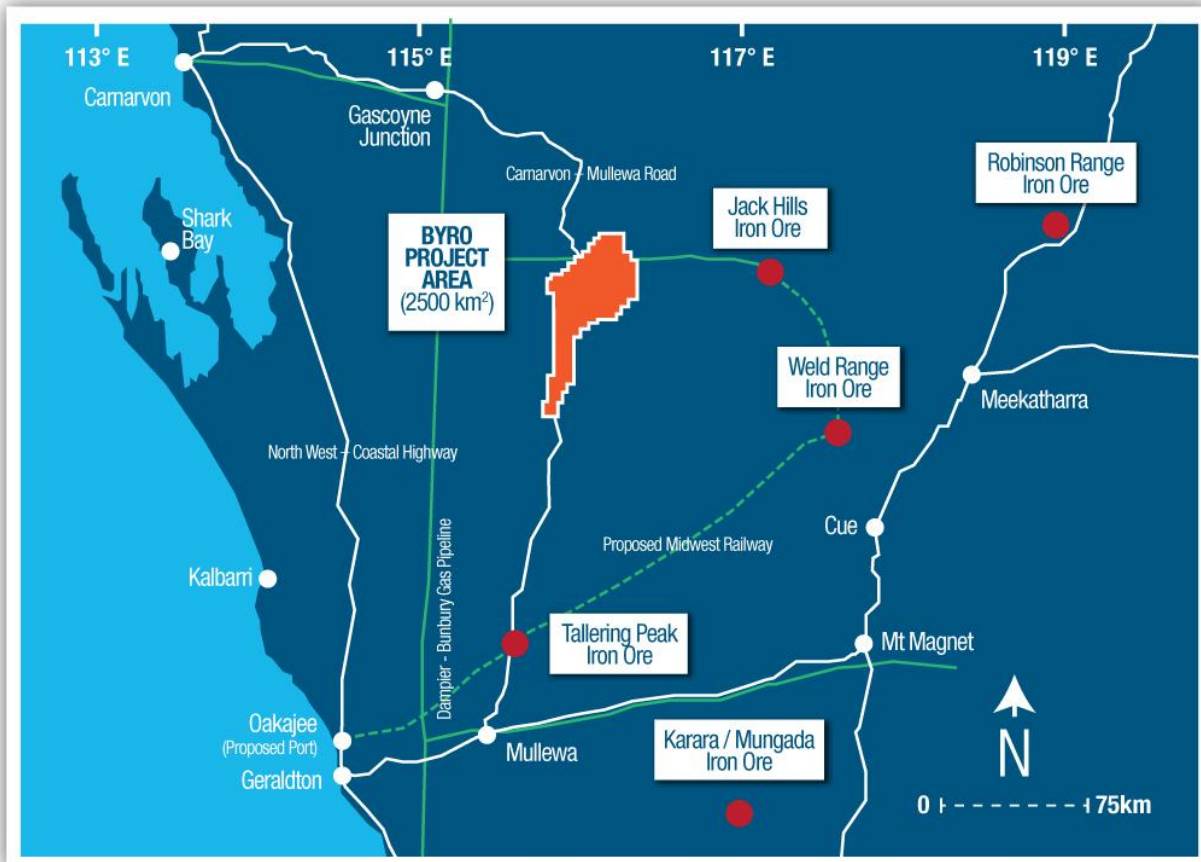 113° E
115° E
117° E
119° E
Carnarvon
Gascoyne
Junction
Carnarvon - Mullewa Road
Robinson Range
Iron Ore
Jack Hills
Iron Ore
Shark
Bay
BYRO
PROJECT
AREA
(2500 km²)
Weld Range
Iron Ore
Meekatharra
North West - Coastal Highway
Cue
Proposed Midwest Railway
Dampier - Bunbury Gas Pipeline
Kalbarri
Tallering Peak
Iron Ore
Mt Magnet
Oakajee
(Proposed Port)
Geraldton
Mullewa
Karara / Mungada
Iron Ore
N
0
75km